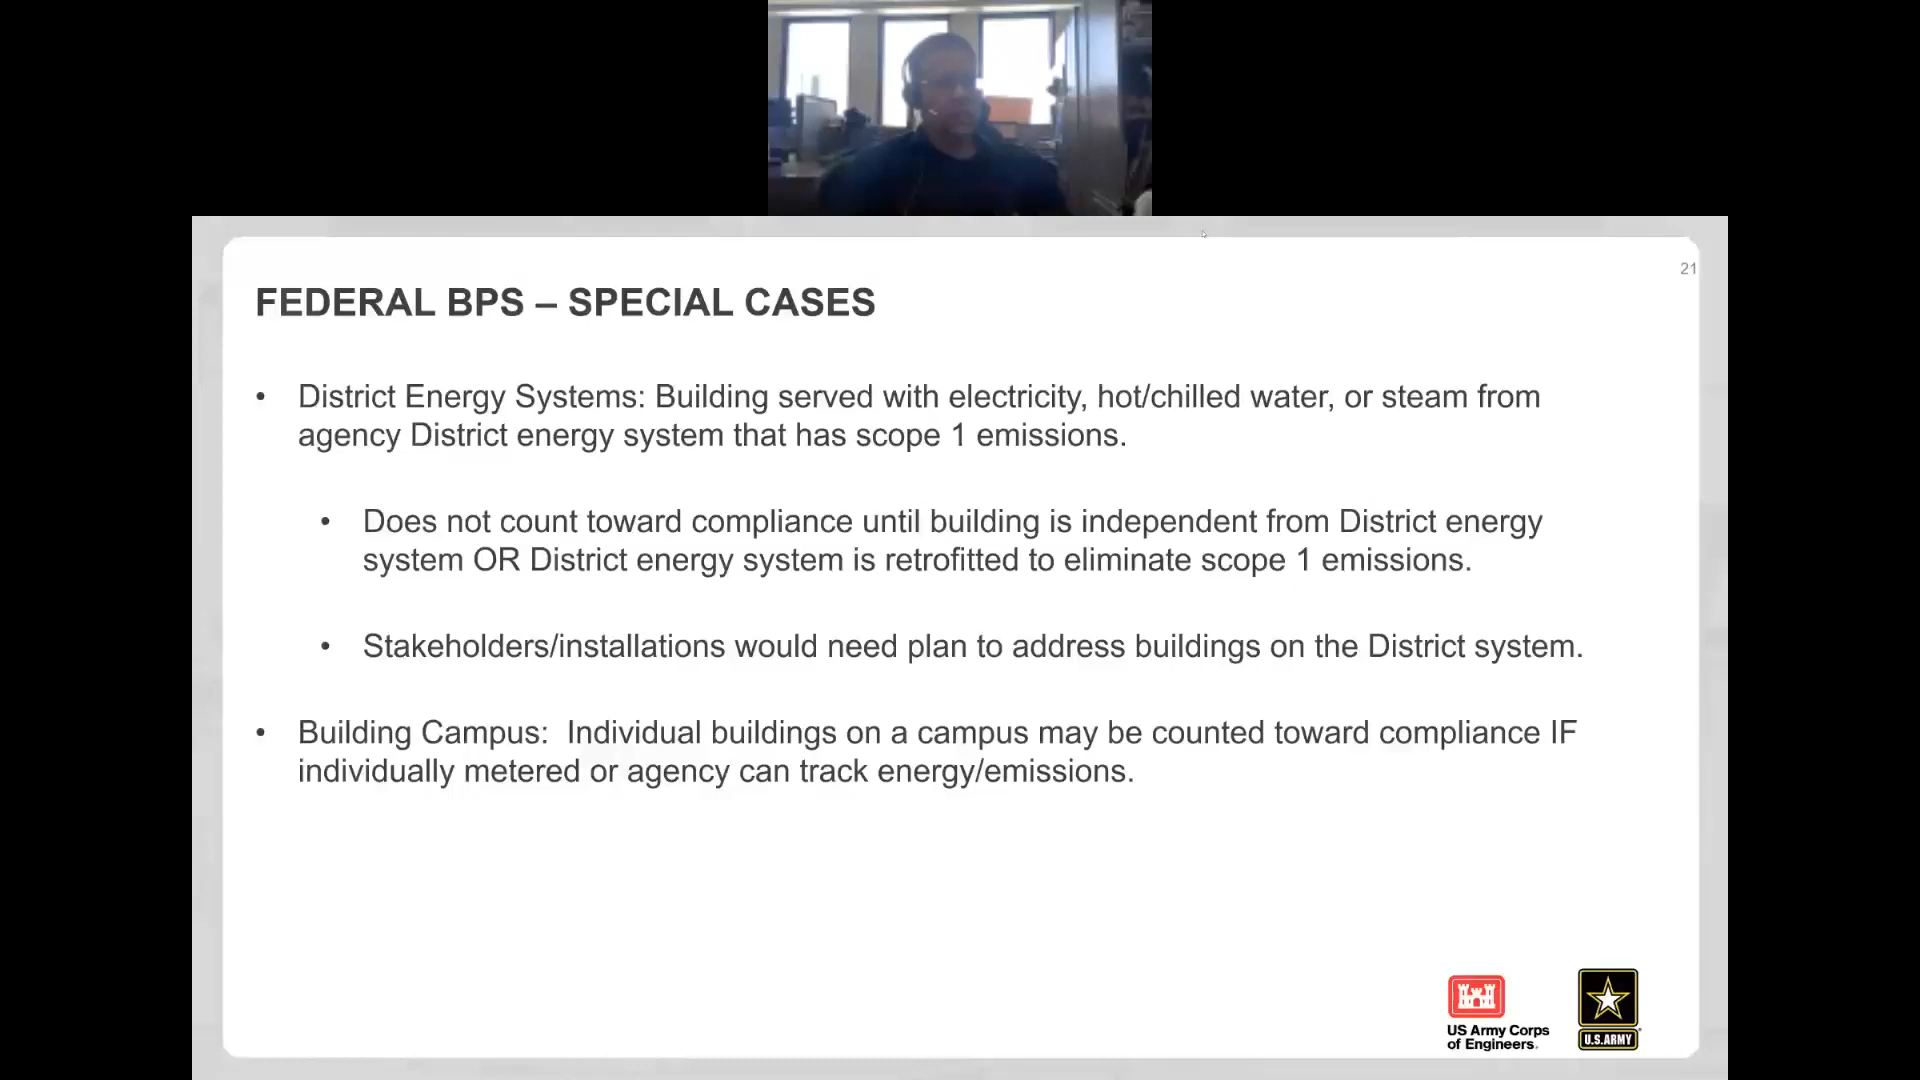 21
FEDERAL BPS – SPECIAL CASES
• District Energy Systems: Building served with electricity, hot/chilled water, or steam from
agency District energy system that has scope 1 emissions.
• Does not count toward compliance until building is independent from District energy
system OR District energy system is retrofitted to eliminate scope 1 emissions.
• Stakeholders/installations would need plan to address buildings on the District system.
• Building Campus:  Individual buildings on a campus may be counted toward compliance IF
individually metered or agency can track energy/emissions.
US Army Corps
of Engeers.
U.S.ARMY